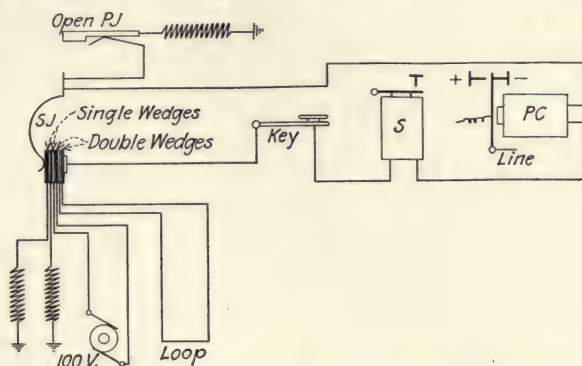 Open PJ
SJ
Single Wedges
Double Wedges
Key
S
T
+
-
PC
Line
100 V.
Loop